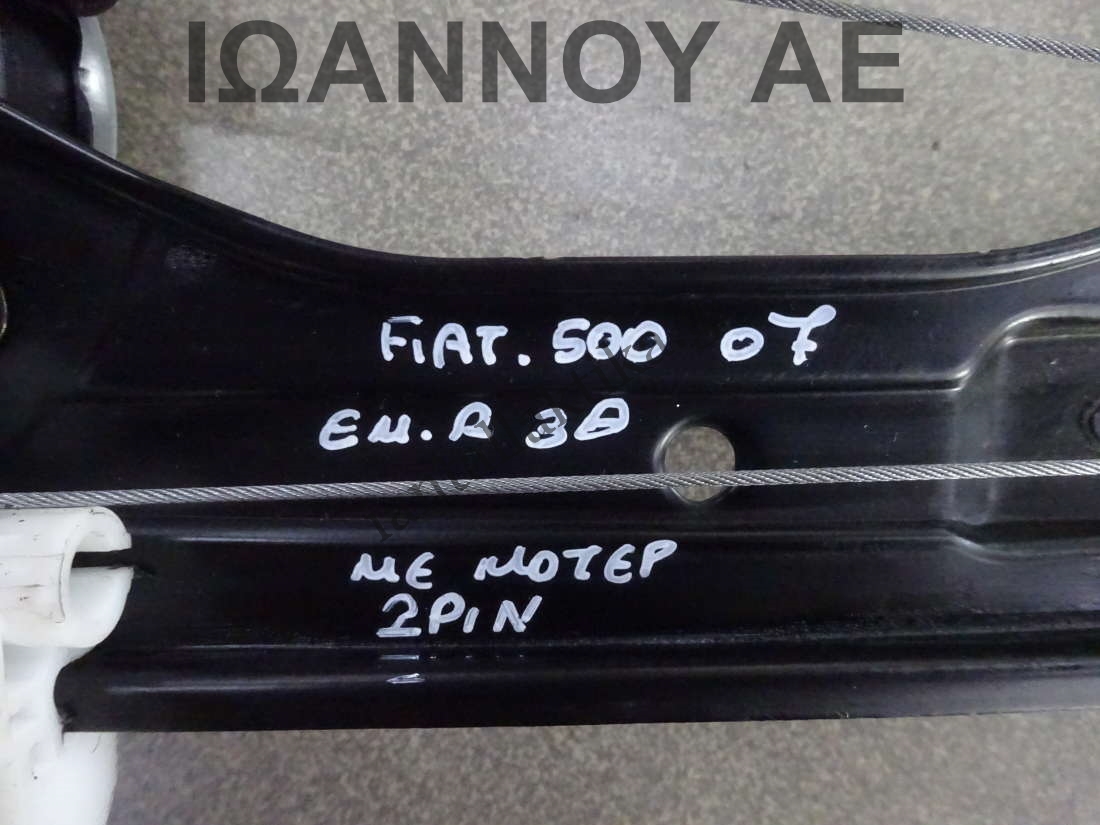 ΙΩΑΝΝΟΥ ΑΕ
FIAT. 500 07
ΕΜ. Α 3Θ
ΜΕ ΜΟΤΕΡ
2PIN